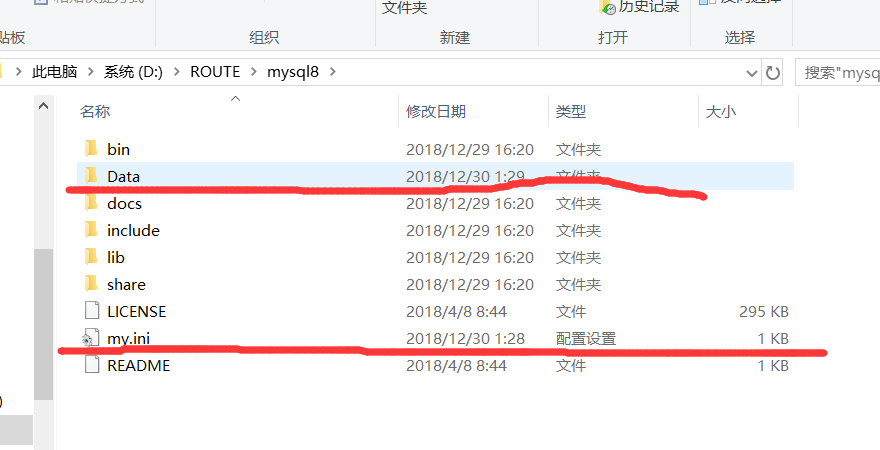 文件夹
历史记录
贴板
组织
新建
打开
选择
此电脑 > 系统 (D:) > ROUTE > mysql8 >
搜索"mysq
名称 修改日期 类型 大小
bin 2018/12/29 16:20 文件夹
Data 2018/12/30 1:29 文件夹
docs 2018/12/29 16:20 文件夹
include 2018/12/29 16:20 文件夹
lib 2018/12/29 16:20 文件夹
share 2018/12/29 16:20 文件夹
LICENSE 2018/4/8 8:44 文件 295 KB
my.ini 2018/12/30 1:28 配置设置 1 KB
README 2018/4/8 8:44 文件 1 KB
)